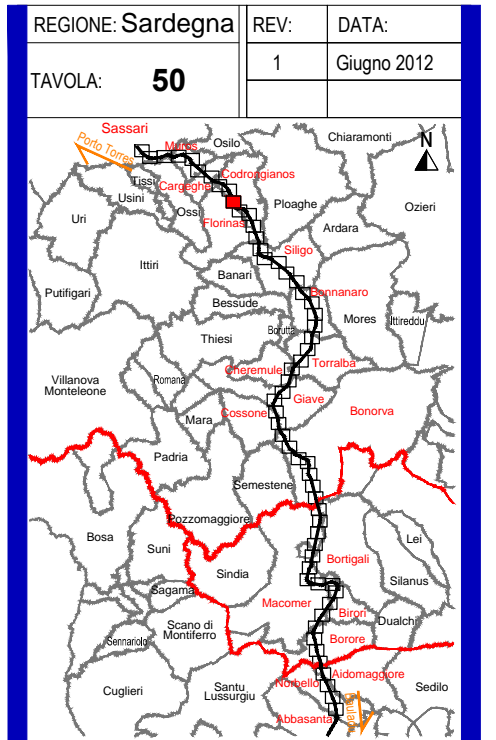 REGIONE: Sardegna
REV:
DATA:
TAVOLA: 50
1
Giugno 2012
Sassari
Porto Torres
Muros
Osilo
Chiaramonti
N
Tissi
Cargeghe
Codrongianos
Usini
Ossi
Ploaghe
Ozieri
Uri
Florinas
Ardara
Siligo
Ittiri
Banari
Putifigari
Bessude
Bonnanaro
Mores
Ittireddu
Thiesi
Borutta
Torralba
Cheremule
Villanova
Monteleone
Romana
Giave
Cossone
Bonorva
Mara
Padria
Semestene
Pozzomaggiore
Bosa
Suni
Lei
Bortigali
Sindia
Silanus
Sagama
Macomer
Birori
Dualchi
Scano di
Montiferro
Sennariolo
Borore
Norbello
Aidomaggiore
Sedilo
Cuglieri
Santu
Lussurgiu
Abbasanta